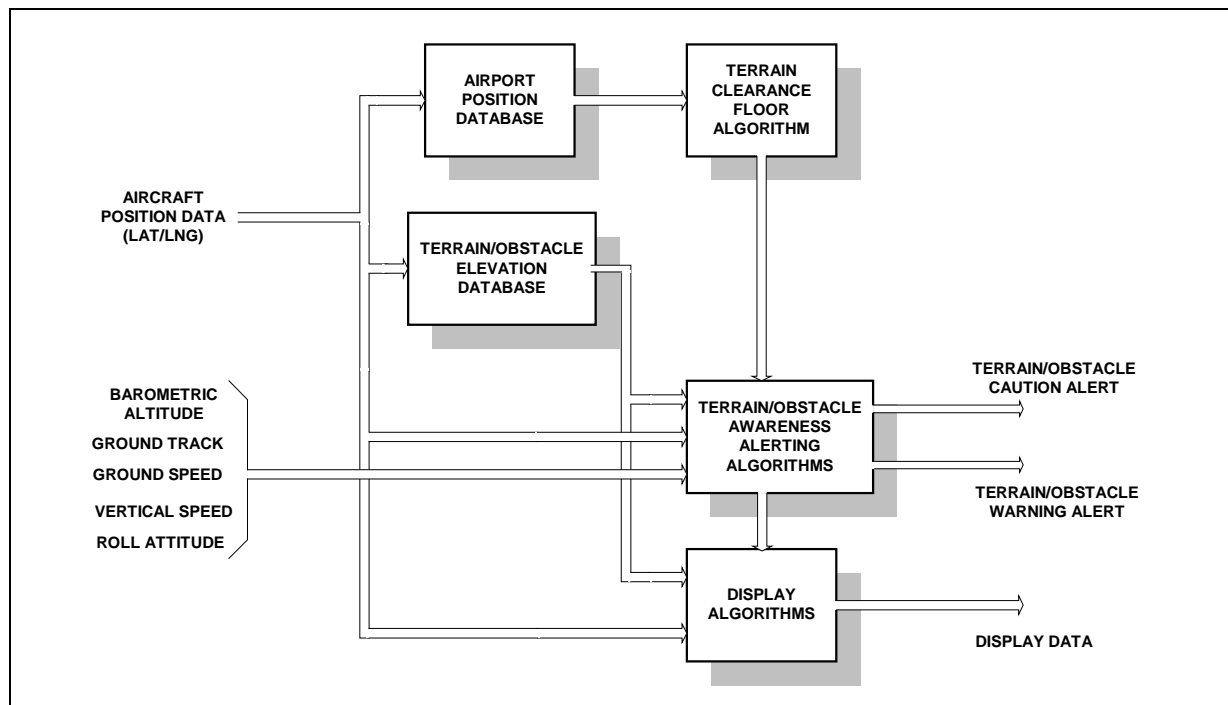 AIRPORT
POSITION
DATABASE
TERRAIN
CLEARANCE
FLOOR
ALGORITHM
AIRCRAFT
POSITION DATA
(LAT/LNG)
TERRAIN/OBSTACLE
ELEVATION
DATABASE
BAROMETRIC
ALTITUDE
GROUND TRACK
GROUND SPEED
VERTICAL SPEED
ROLL ATTITUDE
TERRAIN/OBSTACLE
AWARENESS
ALERTING
ALGORITHMS
TERRAIN/OBSTACLE
CAUTION ALERT
TERRAIN/OBSTACLE
WARNING ALERT
DISPLAY
ALGORITHMS
DISPLAY DATA